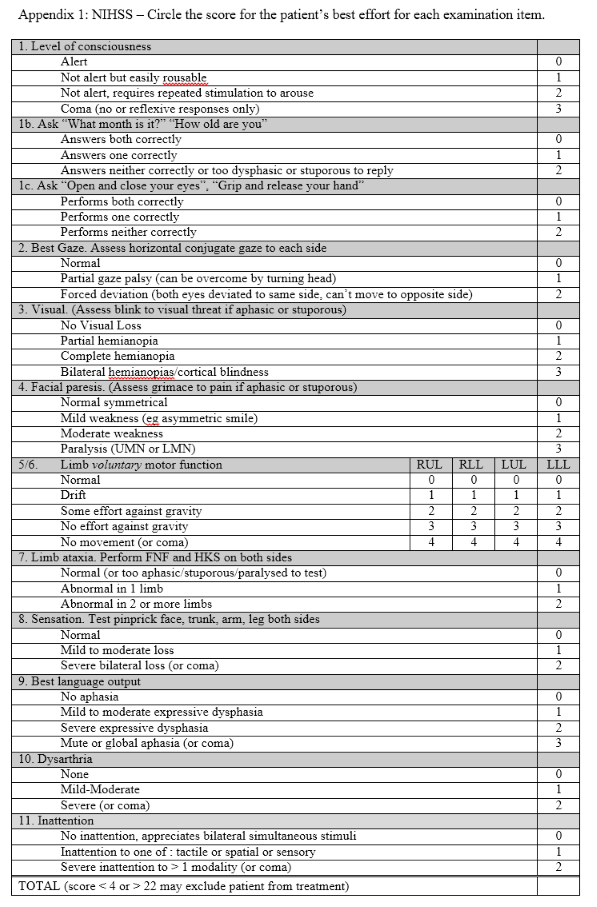 Appendix 1: NIHSS – Circle the score for the patient's best effort for each examination item.
1. Level of consciousness
Alert 0
Not alert but easily rousable 1
Not alert, requires repeated stimulation to arouse 2
Coma (no or reflexive responses only) 3
1b. Ask "What month is it?" "How old are you"
Answers both correctly 0
Answers one correctly 1
Answers neither correctly or too dysphasic or stuporous to reply 2
1c. Ask "Open and close your eyes", "Grip and release your hand"
Performs both correctly 0
Performs one correctly 1
Performs neither correctly 2
2. Best Gaze. Assess horizontal conjugate gaze to each side
Normal 0
Partial gaze palsy (can be overcome by turning head) 1
Forced deviation (both eyes deviated to same side, can't move to opposite side) 2
3. Visual. (Assess blink to visual threat if aphasic or stuporous)
No Visual Loss 0
Partial hemianopia 1
Complete hemianopia 2
Bilateral hemianopias/cortical blindness 3
4. Facial paresis. (Assess grimace to pain if aphasic or stuporous)
Normal symmetrical 0
Mild weakness (eg asymmetric smile) 1
Moderate weakness 2
Paralysis (UMN or LMN) 3
5/6. Limb voluntary motor function RUL RLL LUL LLL
Normal 0 0 0 0
Drift 1 1 1 1
Some effort against gravity 2 2 2 2
No effort against gravity 3 3 3 3
No movement (or coma) 4 4 4 4
7. Limb ataxia. Perform FNF and HKS on both sides
Normal (or too aphasic/stuporous/paralysed to test) 0
Abnormal in 1 limb 1
Abnormal in 2 or more limbs 2
8. Sensation. Test pinprick face, trunk, arm, leg both sides
Normal 0
Mild to moderate loss 1
Severe bilateral loss (or coma) 2
9. Best language output
No aphasia 0
Mild to moderate expressive dysphasia 1
Severe expressive dysphasia 2
Mute or global aphasia (or coma) 3
10. Dysarthria
None 0
Mild-Moderate 1
Severe (or coma) 2
11. Inattention
No inattention, appreciates bilateral simultaneous stimuli 0
Inattention to one of : tactile or spatial or sensory 1
Severe inattention to > 1 modality (or coma) 2
TOTAL (score < 4 or > 22 may exclude patient from treatment)